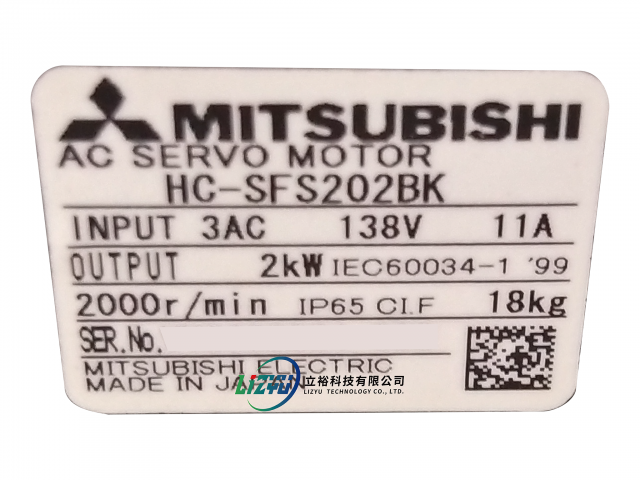 MITSUBISHI
AC SERVO MOTOR
HC-SFS202BK
INPUT 3AC 138V 11A
OUTPUT 2kW IEC60034-1 '99
2000r/min IP65 CI.F 18kg
SER.No.
MITSUBISHI ELECTRIC
MADE IN JAPAN
LIZYU 立裕科技有限公司
LIZYU TECHNOLOGY CO., LTD.